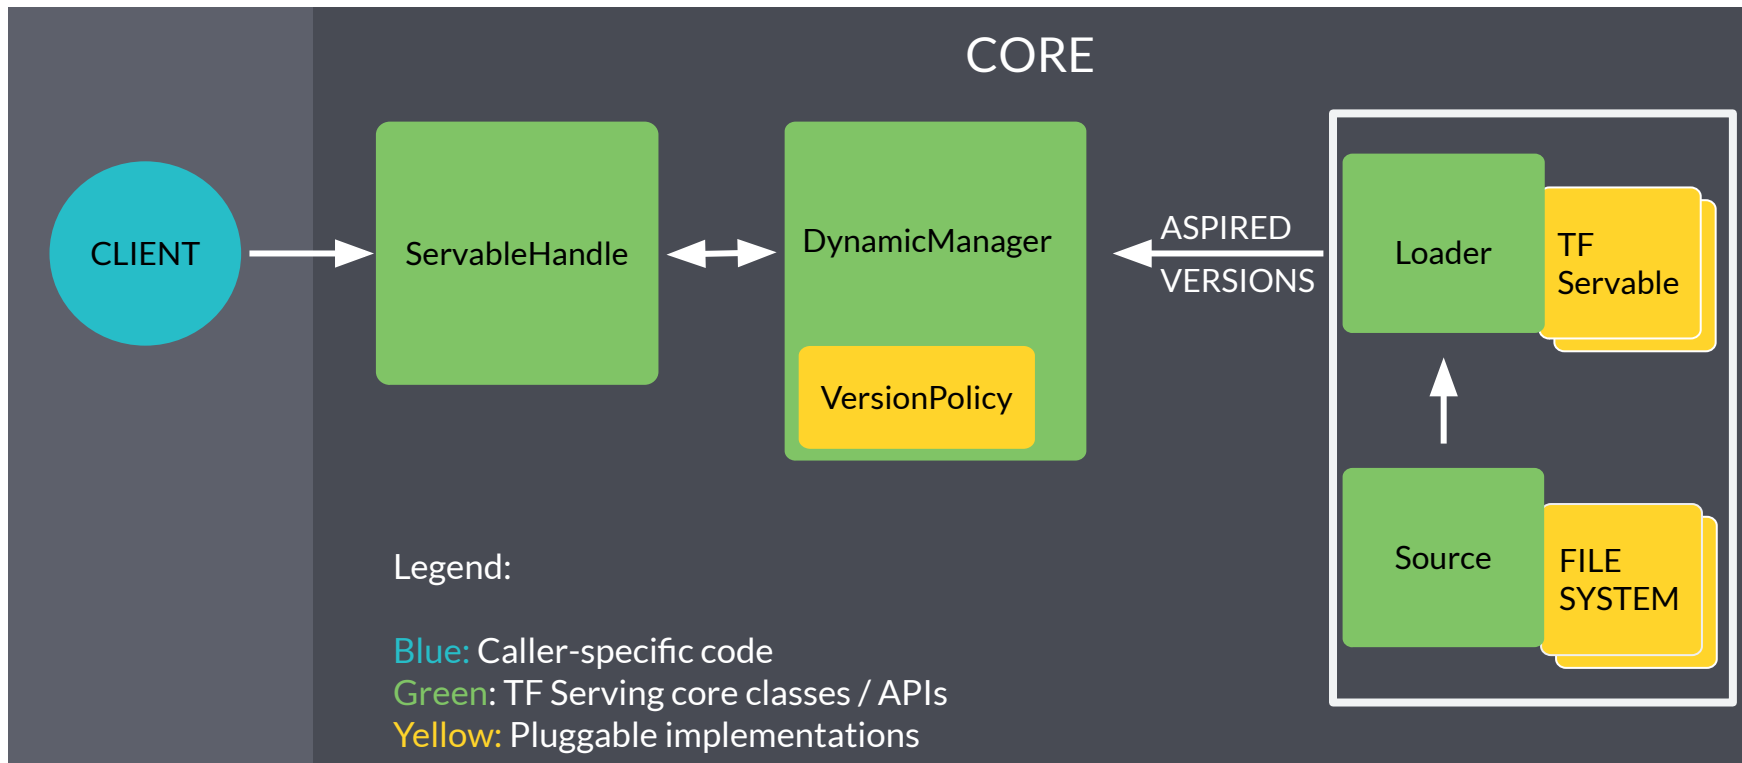 CORE
CLIENT
ServableHandle
DynamicManager
VersionPolicy
ASPIRED
VERSIONS
Loader
TF
Servable
Source
FILE
SYSTEM
Legend:
Blue: Caller-specific code
Green: TF Serving core classes / APIs
Yellow: Pluggable implementations